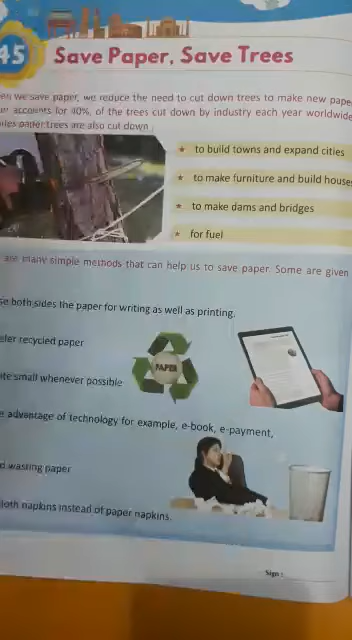 45 Save Paper, Save Trees
en we save paper, we reduce the need to cut down trees to make new pape
er accounts for 40%, of the trees cut down by industry each year worldwide
ides paper trees are also cut down :
★ to build towns and expand cities
★ to make furniture and build house
★ to make dams and bridges
★ for fuel
are many simple methods that can help us to save paper. Some are given
se both sides the paper for writing as well as printing.
efer recycled paper
PAPER
ite small whenever possible
e advantage of technology for example, e-book, e-payment,
d wasting paper
loth napkins instead of paper napkins.
Sign :